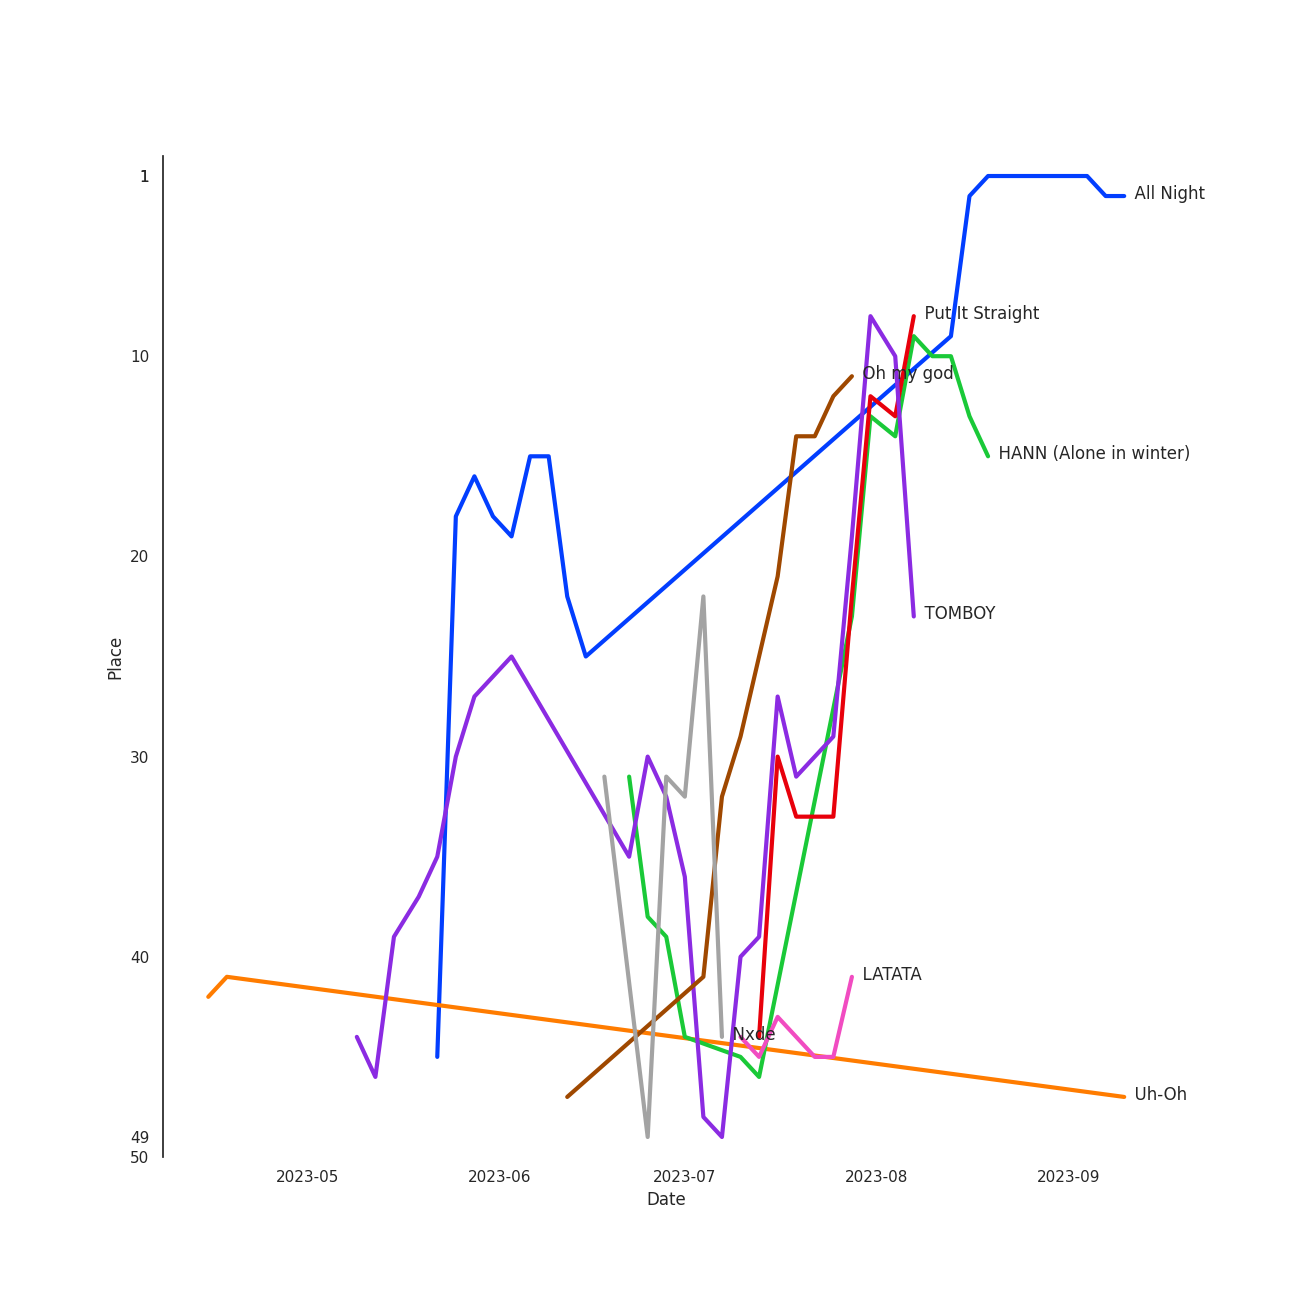 1
All Night
Put It Straight
10
Oh my god
HANN (Alone in winter)
20
TOMBOY
Place
30
40
LATATA
Nxde
Uh-Oh
49
50
2023-05
2023-06
2023-07
2023-08
2023-09
Date